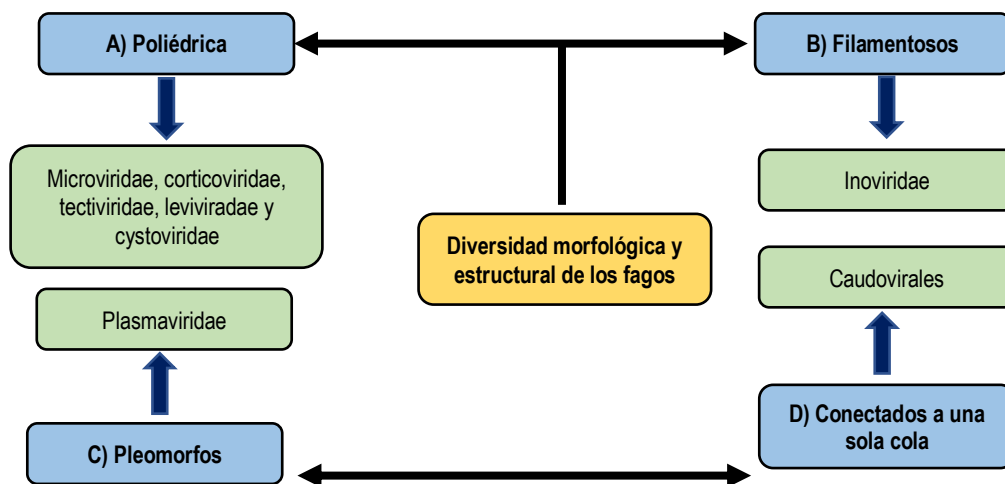 A) Poliédrica
B) Filamentosos
Microviridae, corticoviridae,
tectiviridae, leviviradae y
cystoviridae
Inoviridae
Diversidad morfológica y
estructural de los fagos
Caudovirales
Plasmaviridae
D) Conectados a una
sola cola
C) Pleomorfos